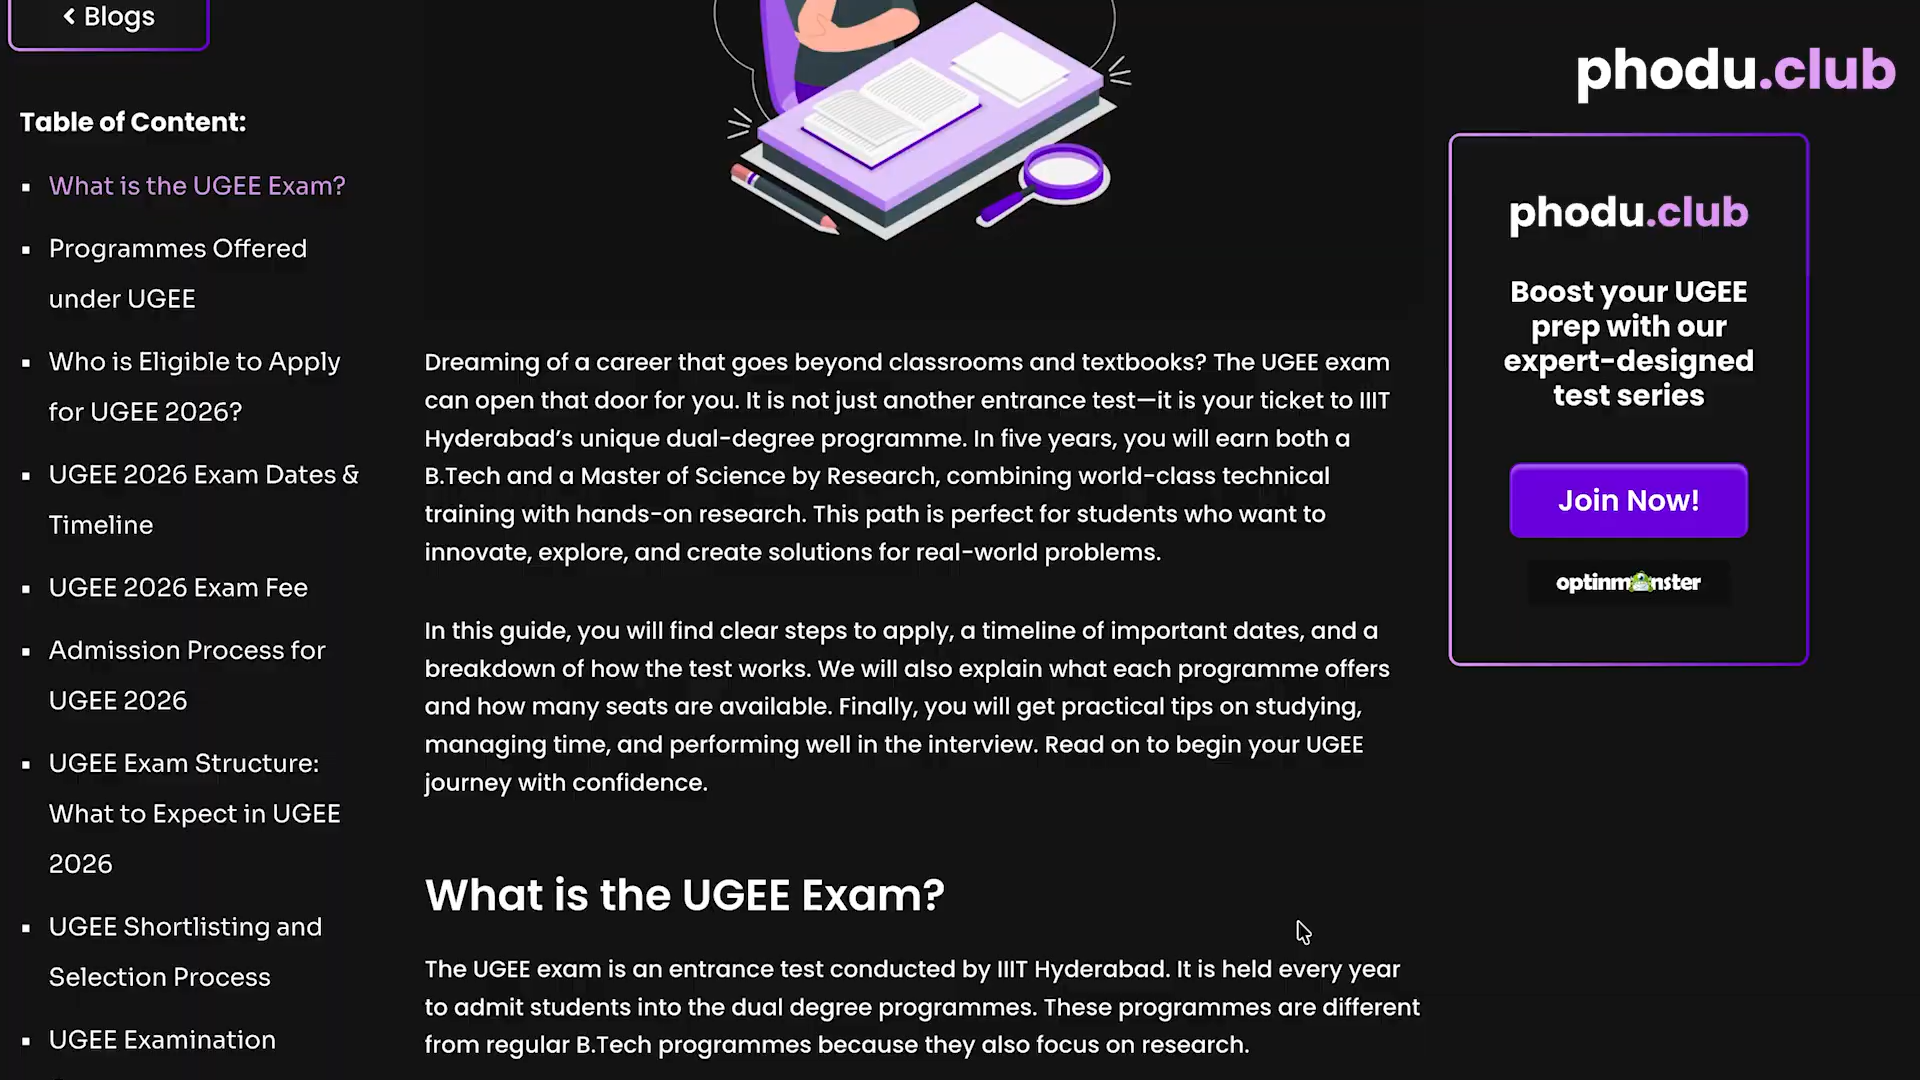 Blogs
phodu.club
Table of Content:
What is the UGEE Exam?
Programmes Offered
under UGEE
Who is Eligible to Apply
for UGEE 2026?
UGEE 2026 Exam Dates &
Timeline
UGEE 2026 Exam Fee
Admission Process for
UGEE 2026
UGEE Exam Structure:
What to Expect in UGEE
2026
UGEE Shortlisting and
Selection Process
UGEE Examination
Dreaming of a career that goes beyond classrooms and textbooks? The UGEE exam
can open that door for you. It is not just another entrance test—it is your ticket to IIIT
Hyderabad's unique dual-degree programme. In five years, you will earn both a
B.Tech and a Master of Science by Research, combining world-class technical
training with hands-on research. This path is perfect for students who want to
innovate, explore, and create solutions for real-world problems.
In this guide, you will find clear steps to apply, a timeline of important dates, and a
breakdown of how the test works. We will also explain what each programme offers
and how many seats are available. Finally, you will get practical tips on studying,
managing time, and performing well in the interview. Read on to begin your UGEE
journey with confidence.
What is the UGEE Exam?
The UGEE exam is an entrance test conducted by IIIT Hyderabad. It is held every year
to admit students into the dual degree programmes. These programmes are different
from regular B.Tech programmes because they also focus on research.
phodu.club
Boost your UGEE
prep with our
expert-designed
test series
Join Now!
optinmonster